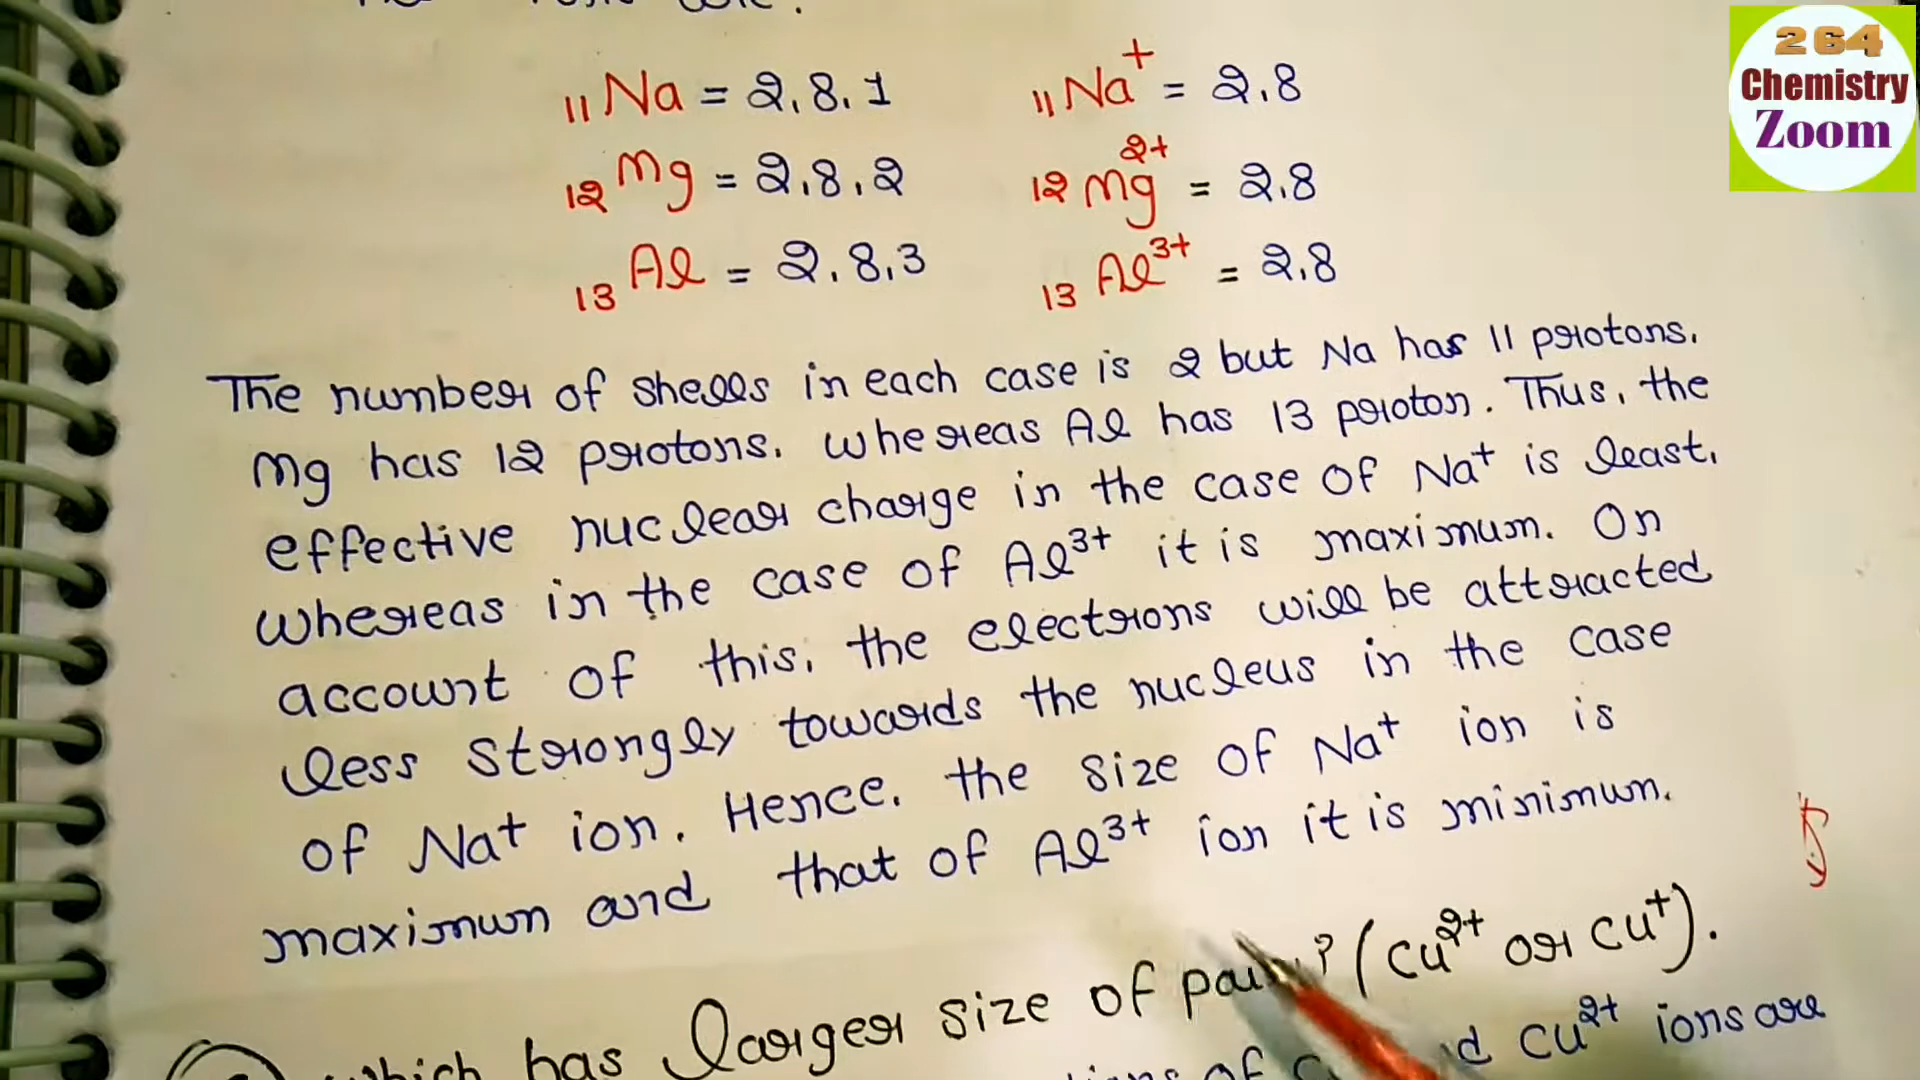 264
Chemistry
Zoom
₁₁Na = 2.8.1 ₁₁Na⁺ = 2.8
₁₂Mg = 2.8.2 ₁₂Mg²⁺ = 2.8
₁₃Al = 2.8.3 ₁₃Al³⁺ = 2.8
The number of shells in each case is 2 but Na has 11 protons.
Mg has 12 protons. whereas Al has 13 proton. Thus, the
effective nuclear charge in the case of Na⁺ is least,
whereas in the case of Al³⁺ it is maximum. On
account of this, the electrons will be attracted
less strongly towards the nucleus in the case
of Na⁺ ion. Hence, the size of Na⁺ ion is
maximum and that of Al³⁺ ion it is minimum.
which has larger size of ? (Cu²⁺ or Cu⁺).
of Cu²⁺ ions are